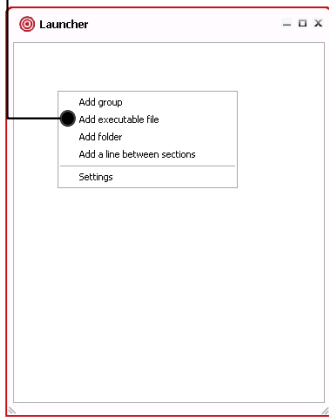 Launcher
Add group
Add executable file
Add folder
Add a line between sections
Settings